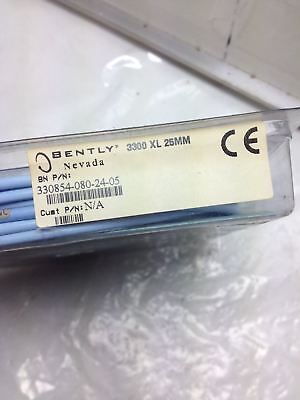 BENTLY® 3300 XL 25MM
Nevada
BN P/N:
330854-080-24-05
Cust P/N: N/A
CE